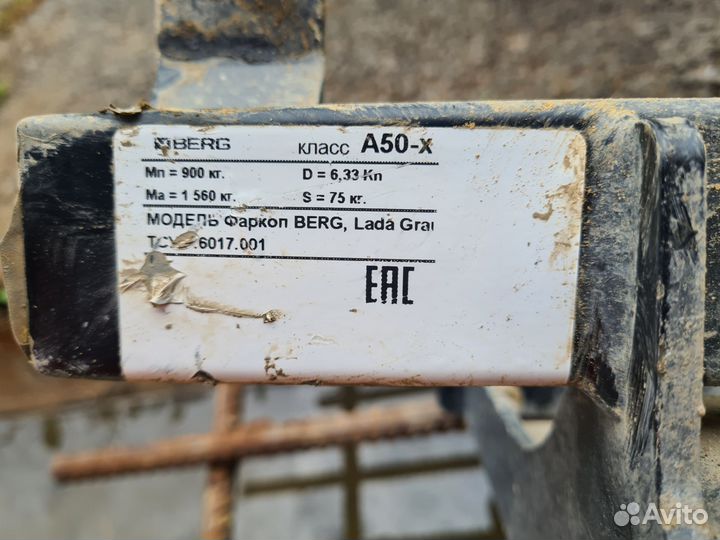 BERG класс A50-x
Мп = 900 кг. D = 6,33 Kn
Ма = 1 560 кг. S = 75 кг.
МОДЕЛЬ Фаркоп BERG, Lada Gra
6017.001
EAC
Avito